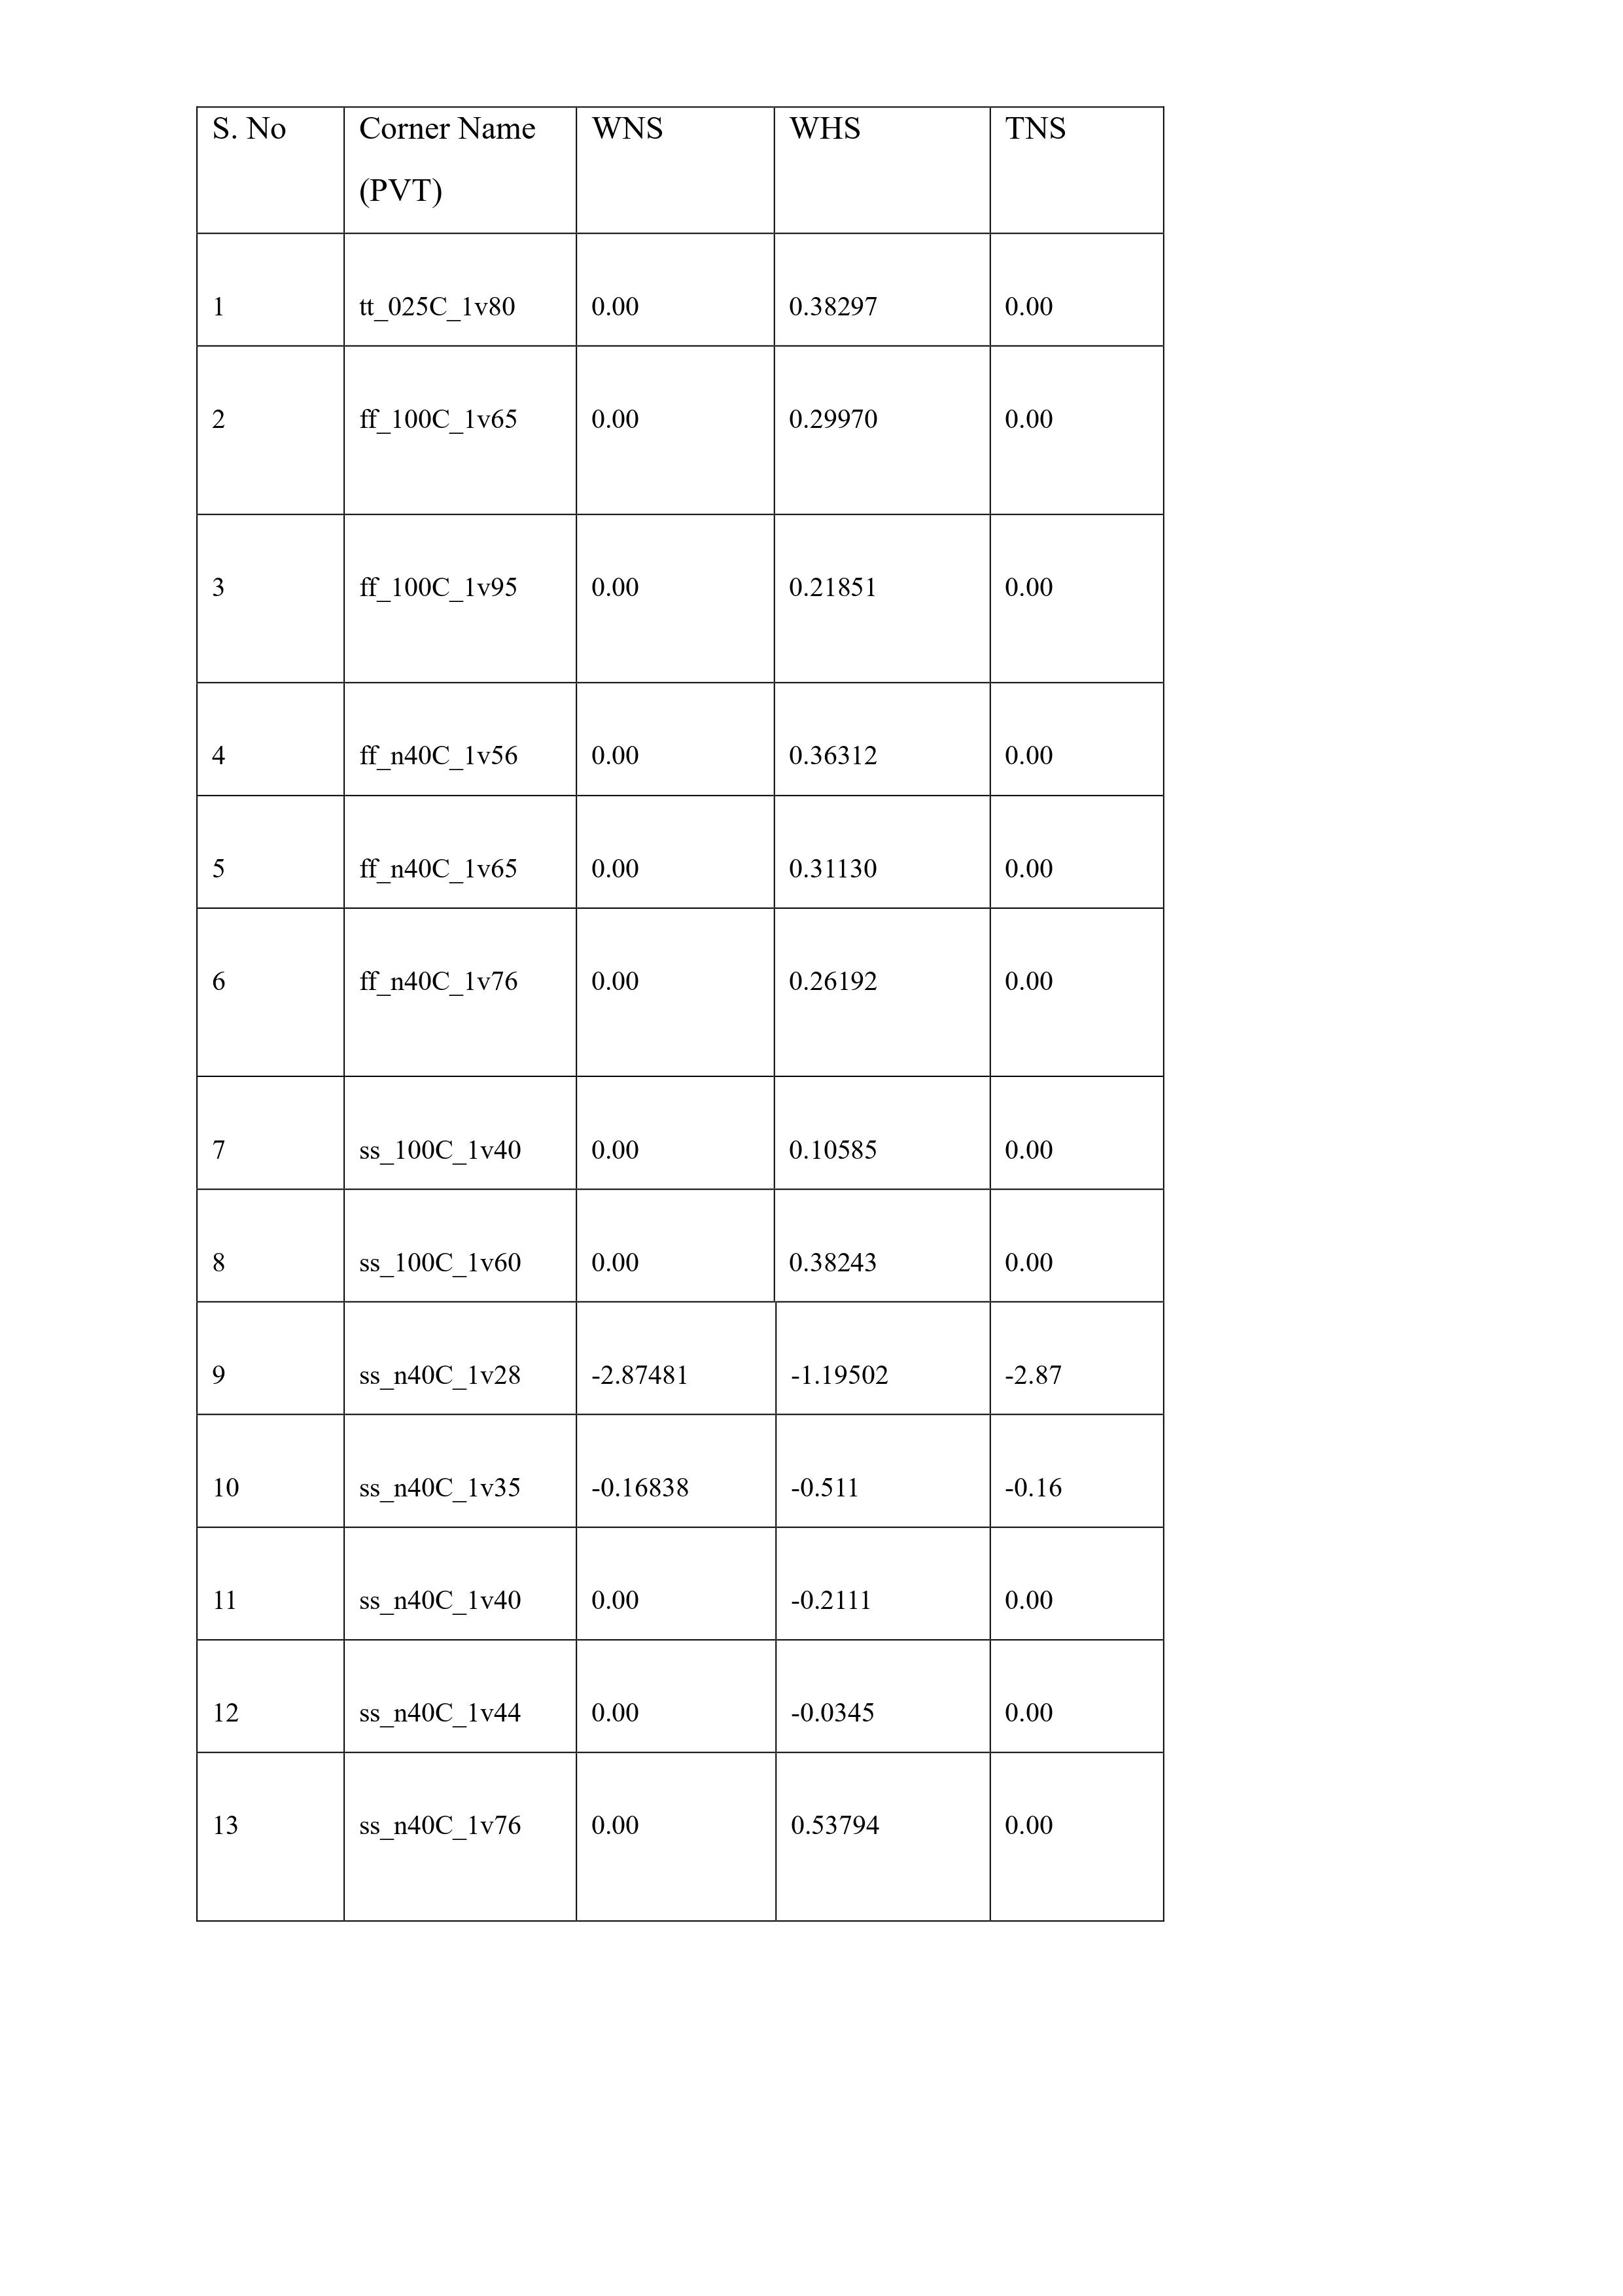 S. No Corner Name WNS WHS TNS
(PVT)
1 tt_025C_1v80 0.00 0.38297 0.00
2 ff_100C_1v65 0.00 0.29970 0.00
3 ff_100C_1v95 0.00 0.21851 0.00
4 ff_n40C_1v56 0.00 0.36312 0.00
5 ff_n40C_1v65 0.00 0.31130 0.00
6 ff_n40C_1v76 0.00 0.26192 0.00
7 ss_100C_1v40 0.00 0.10585 0.00
8 ss_100C_1v60 0.00 0.38243 0.00
9 ss_n40C_1v28 -2.87481 -1.19502 -2.87
10 ss_n40C_1v35 -0.16838 -0.511 -0.16
11 ss_n40C_1v40 0.00 -0.2111 0.00
12 ss_n40C_1v44 0.00 -0.0345 0.00
13 ss_n40C_1v76 0.00 0.53794 0.00